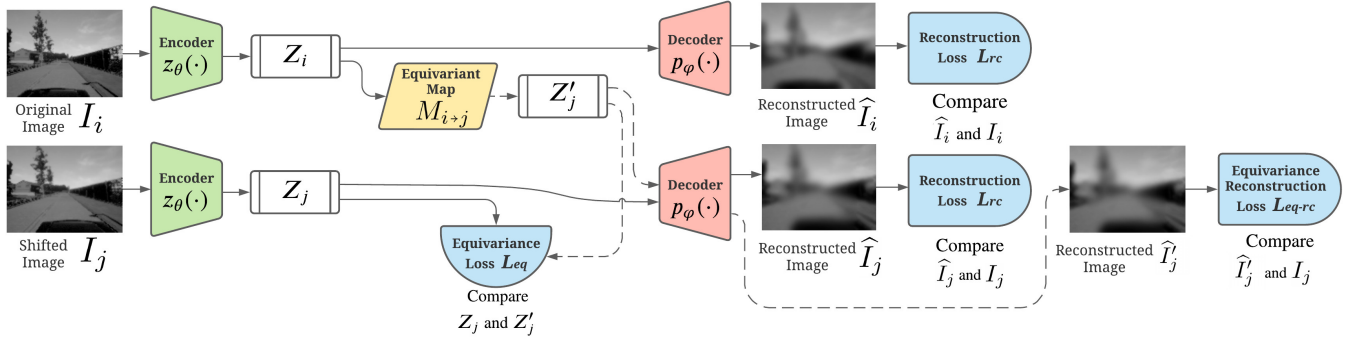 Encoder
z_θ(·)
Z_i
Equivariant
Map
M_{i→j}
Z'_j
Decoder
p_φ(·)
Original
Image I_i
Reconstructed
Image Î_i
Reconstruction
Loss L_rc
Compare
Î_i and I_i
Encoder
z_θ(·)
Z_j
Equivariance
Loss L_eq
Compare
Z_j and Z'_j
Decoder
p_φ(·)
Shifted
Image I_j
Reconstructed
Image Î_j
Reconstruction
Loss L_rc
Compare
Î_j and I_j
Reconstructed
Image Î'_j
Equivariance
Reconstruction
Loss L_eq-rc
Compare
Î'_j and I_j